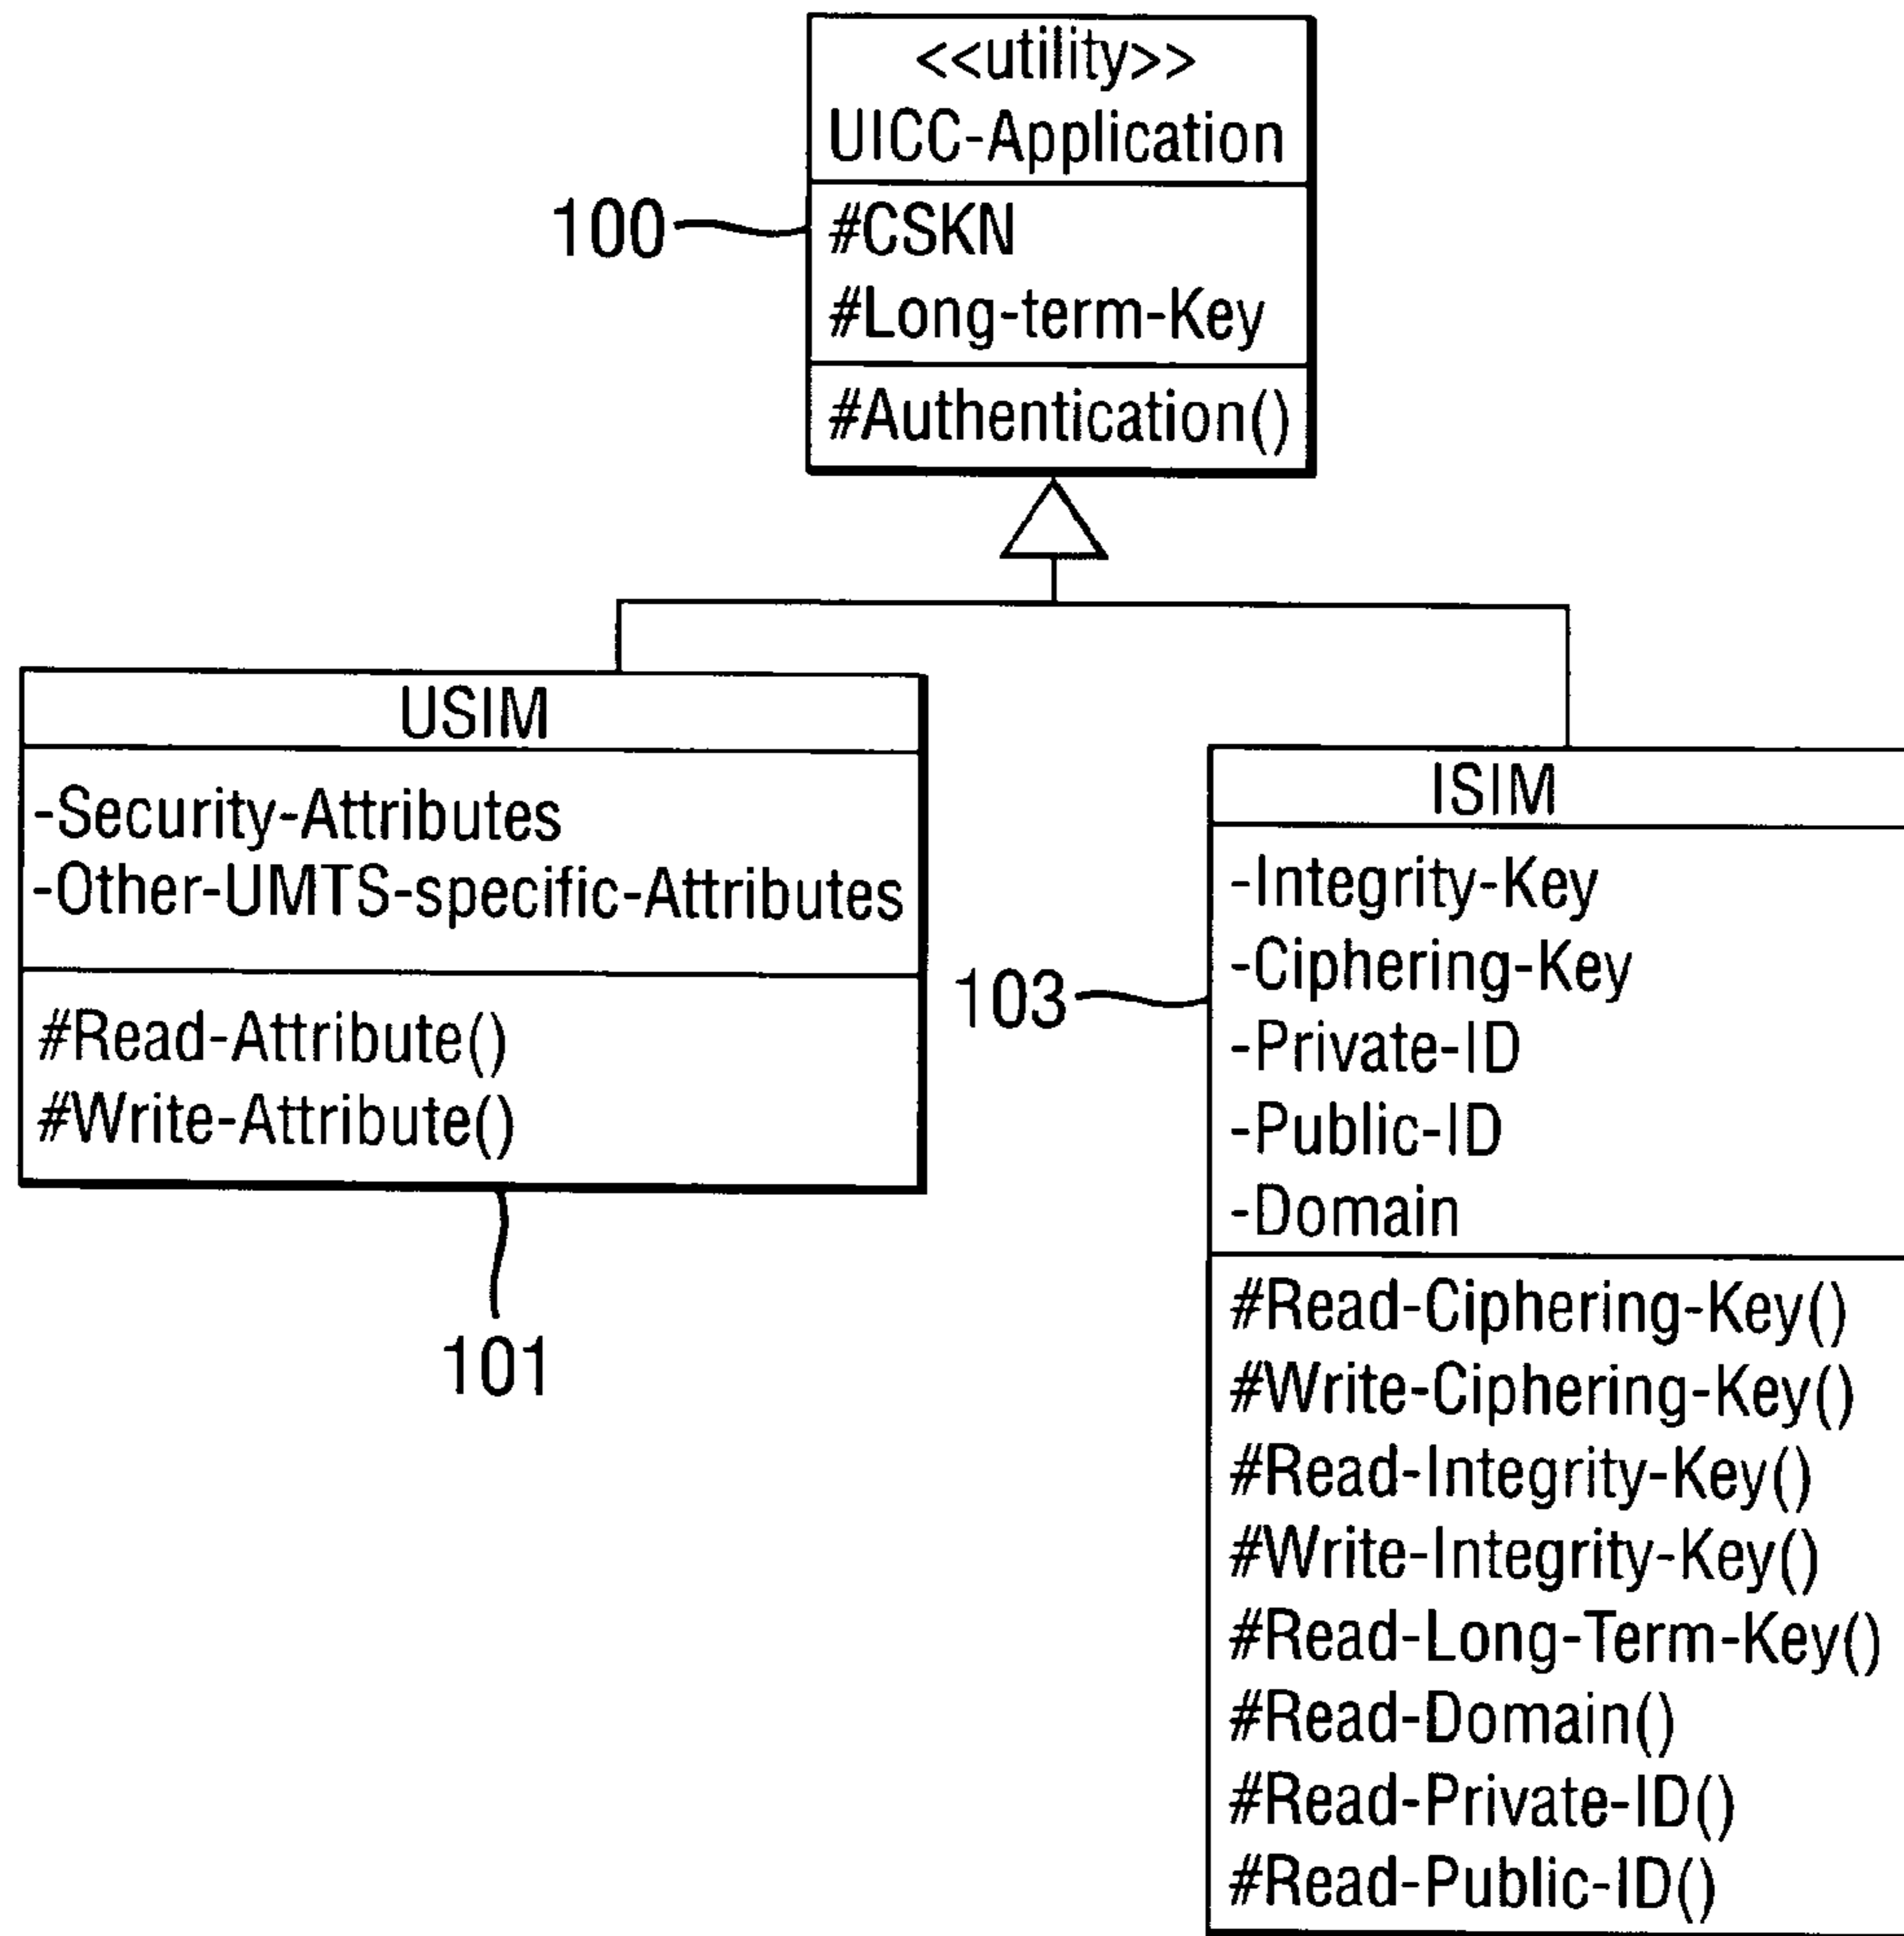 <<utility>>
UICC-Application
100
#CSKN
#Long-term-Key
#Authentication()
USIM
-Security-Attributes
-Other-UMTS-specific-Attributes
#Read-Attribute()
#Write-Attribute()
101
ISIM
103
-Integrity-Key
-Ciphering-Key
-Private-ID
-Public-ID
-Domain
#Read-Ciphering-Key()
#Write-Ciphering-Key()
#Read-Integrity-Key()
#Write-Integrity-Key()
#Read-Long-Term-Key()
#Read-Domain()
#Read-Private-ID()
#Read-Public-ID()